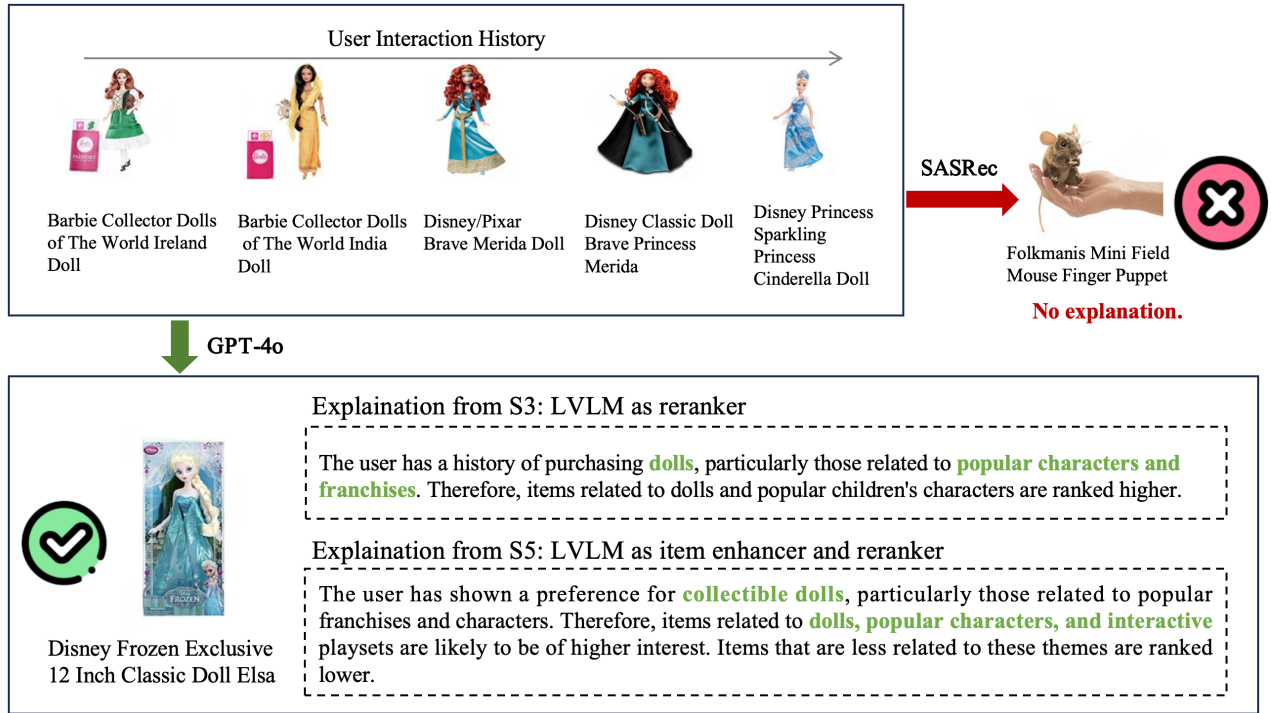 User Interaction History
Barbie Collector Dolls
of The World Ireland
Doll
Barbie Collector Dolls
of The World India
Doll
Disney/Pixar
Brave Merida Doll
Disney Classic Doll
Brave Princess
Merida
Disney Princess
Sparkling
Princess
Cinderella Doll
SASRec
Folkmanis Mini Field
Mouse Finger Puppet
No explanation.
GPT-4o
Explaination from S3: LVLM as reranker
The user has a history of purchasing dolls, particularly those related to popular characters and
franchises. Therefore, items related to dolls and popular children's characters are ranked higher.
Explaination from S5: LVLM as item enhancer and reranker
The user has shown a preference for collectible dolls, particularly those related to popular
franchises and characters. Therefore, items related to dolls, popular characters, and interactive
playsets are likely to be of higher interest. Items that are less related to these themes are ranked
lower.
FROZEN
Disney Frozen Exclusive
12 Inch Classic Doll Elsa